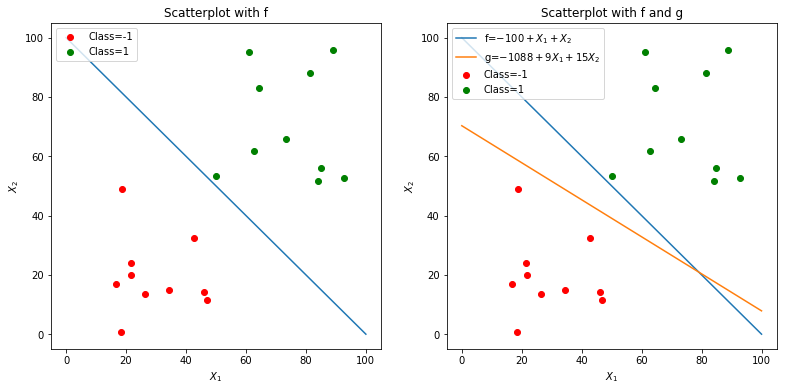 Scatterplot with f
Class=-1
Class=1
100
80
60
40
20
0
X₂
0 20 40 60 80 100
X₁
Scatterplot with f and g
f=−100 + X₁ + X₂
g=−1088 + 9X₁ + 15X₂
Class=-1
Class=1
100
80
60
40
20
0
X₂
0 20 40 60 80 100
X₁